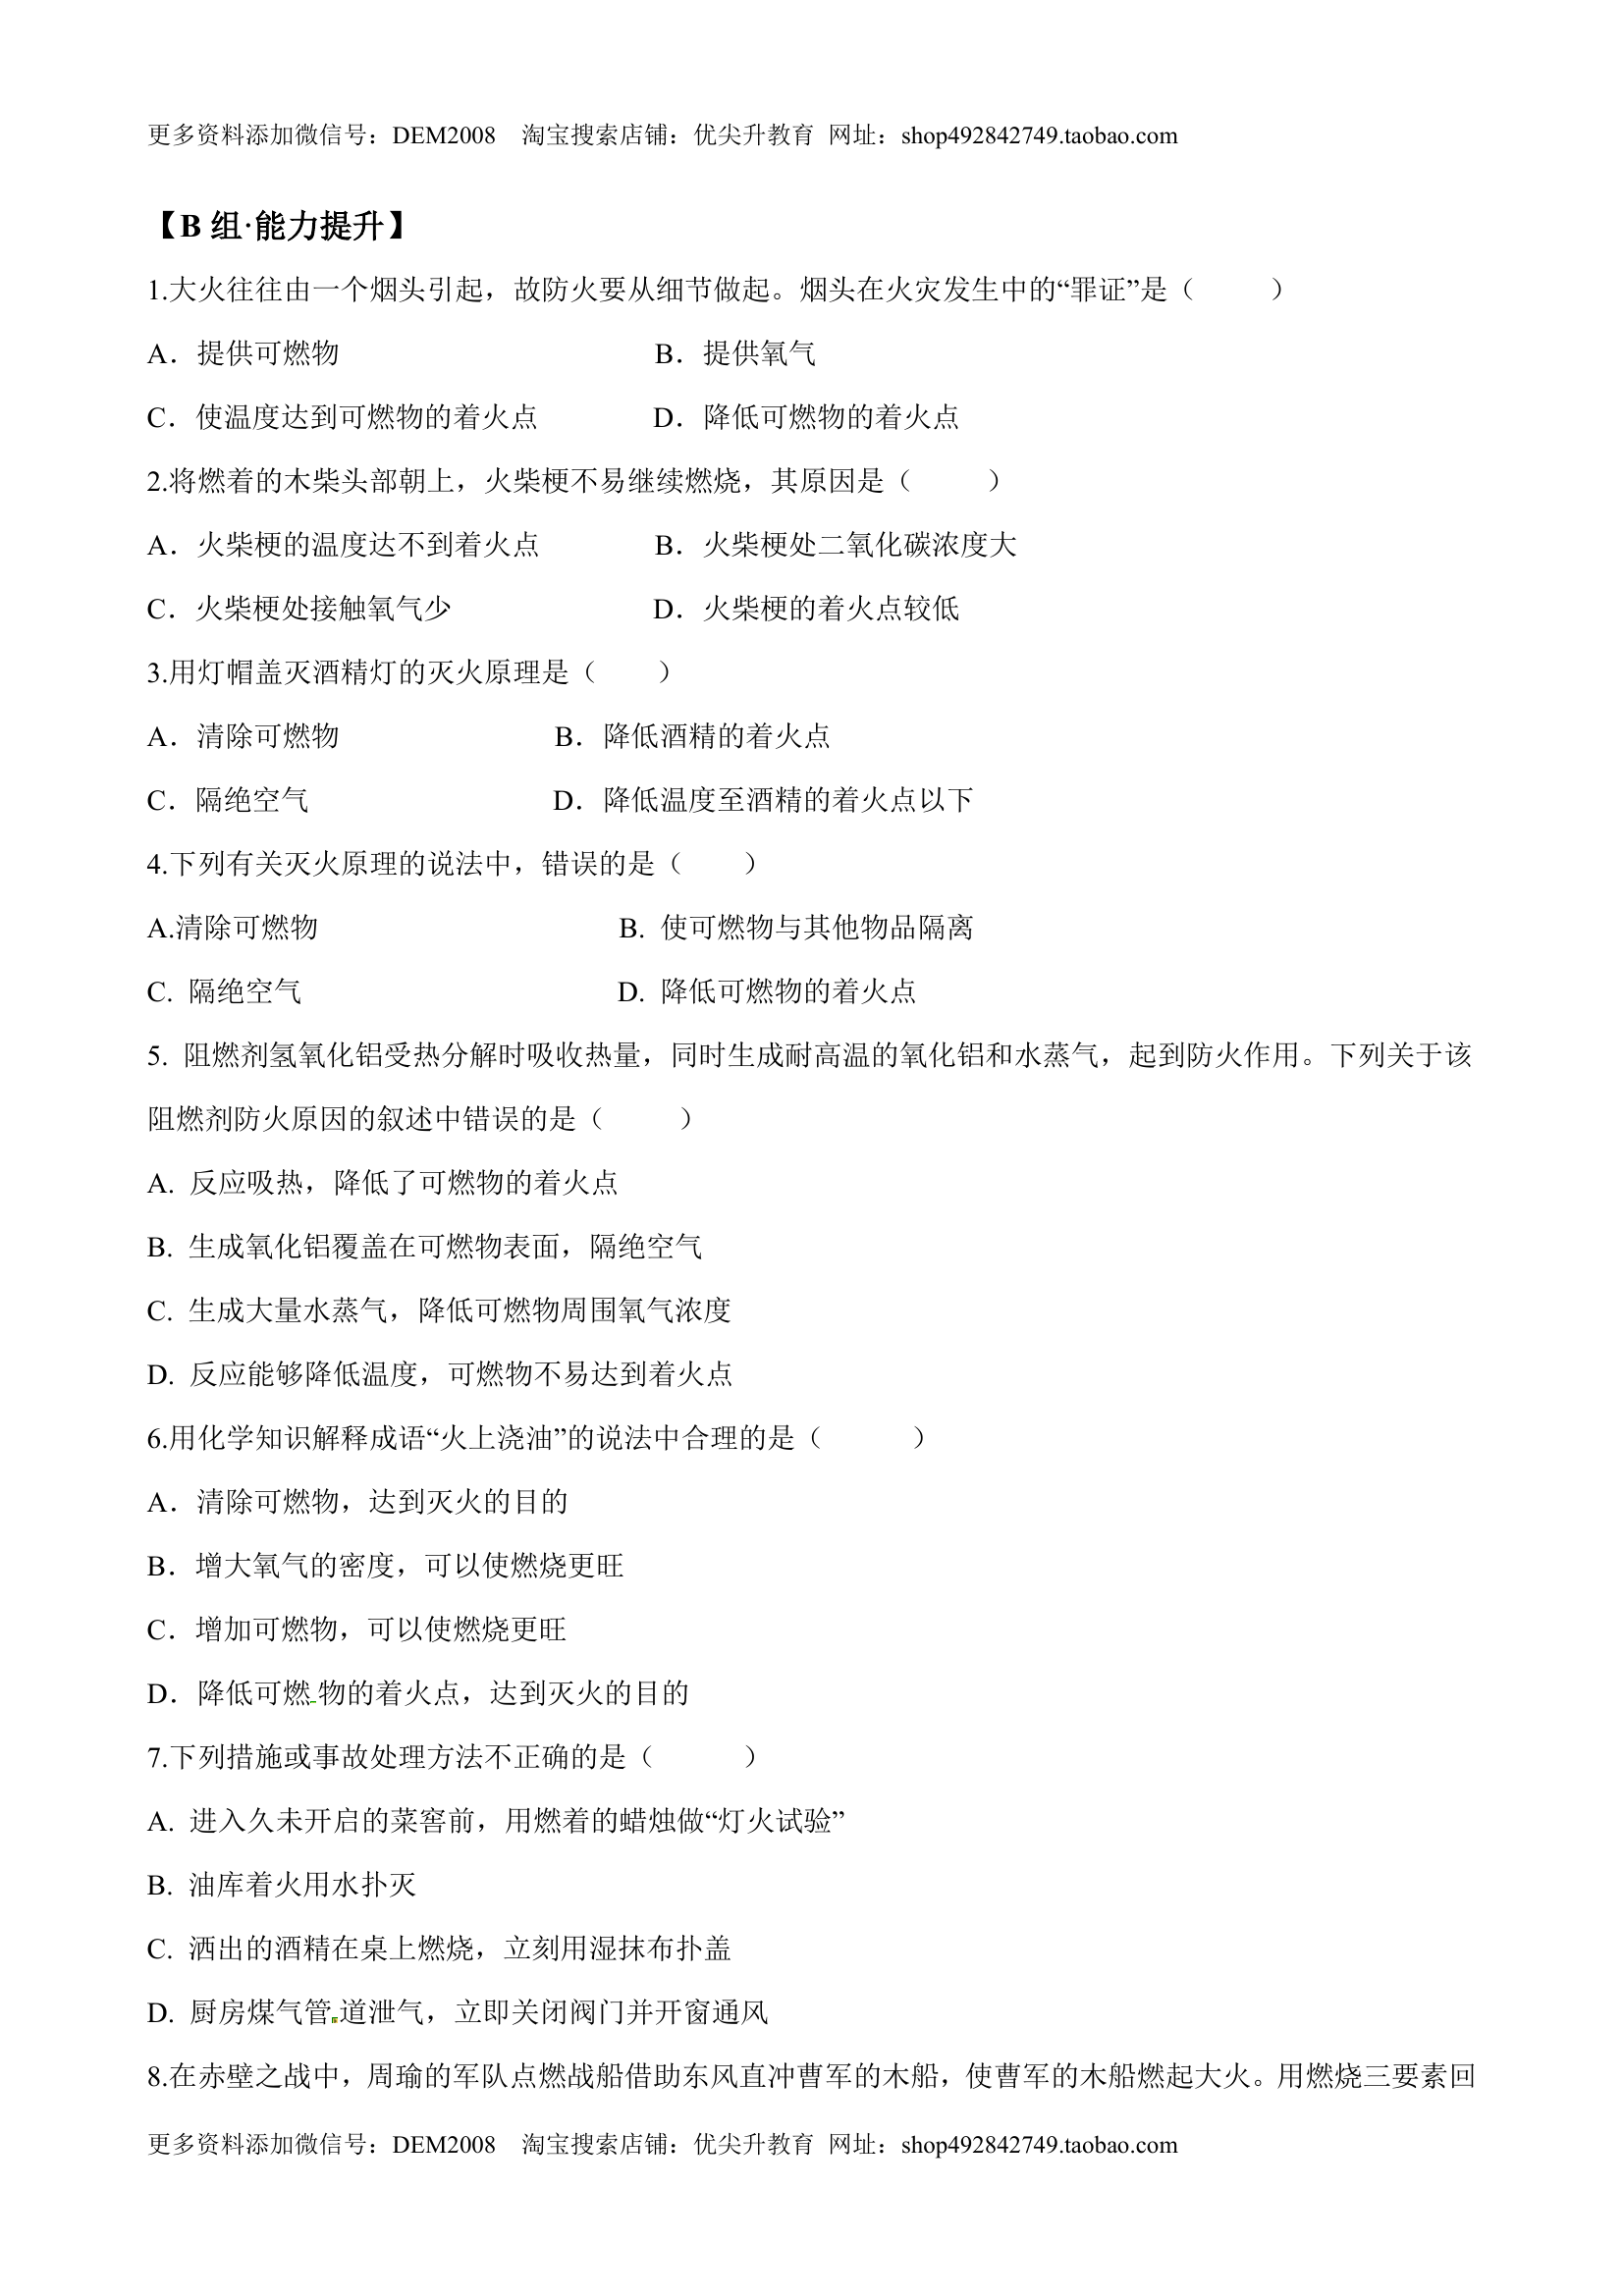 更多资料添加微信号：DEM2008 淘宝搜索店铺：优尖升教育 网址：shop492842749.taobao.com
【B 组·能力提升】
1.大火往往由一个烟头引起，故防火要从细节做起。烟头在火灾发生中的“罪证”是（ ）
A．提供可燃物 B．提供氧气
C．使温度达到可燃物的着火点 D．降低可燃物的着火点
2.将燃着的木柴头部朝上，火柴梗不易继续燃烧，其原因是（ ）
A．火柴梗的温度达不到着火点 B．火柴梗处二氧化碳浓度大
C．火柴梗处接触氧气少 D．火柴梗的着火点较低
3.用灯帽盖灭酒精灯的灭火原理是（ ）
A．清除可燃物 B．降低酒精的着火点
C．隔绝空气 D．降低温度至酒精的着火点以下
4.下列有关灭火原理的说法中，错误的是（ ）
A.清除可燃物 B. 使可燃物与其他物品隔离
C. 隔绝空气 D. 降低可燃物的着火点
5. 阻燃剂氢氧化铝受热分解时吸收热量，同时生成耐高温的氧化铝和水蒸气，起到防火作用。下列关于该
阻燃剂防火原因的叙述中错误的是（ ）
A. 反应吸热，降低了可燃物的着火点
B. 生成氧化铝覆盖在可燃物表面，隔绝空气
C. 生成大量水蒸气，降低可燃物周围氧气浓度
D. 反应能够降低温度，可燃物不易达到着火点
6.用化学知识解释成语“火上浇油”的说法中合理的是（ ）
A．清除可燃物，达到灭火的目的
B．增大氧气的密度，可以使燃烧更旺
C．增加可燃物，可以使燃烧更旺
D．降低可燃物的着火点，达到灭火的目的
7.下列措施或事故处理方法不正确的是（ ）
A. 进入久未开启的菜窖前，用燃着的蜡烛做“灯火试验”
B. 油库着火用水扑灭
C. 洒出的酒精在桌上燃烧，立刻用湿抹布扑盖
D. 厨房煤气管道泄气，立即关闭阀门并开窗通风
8.在赤壁之战中，周瑜的军队点燃战船借助东风直冲曹军的木船，使曹军的木船燃起大火。用燃烧三要素回
更多资料添加微信号：DEM2008 淘宝搜索店铺：优尖升教育 网址：shop492842749.taobao.com